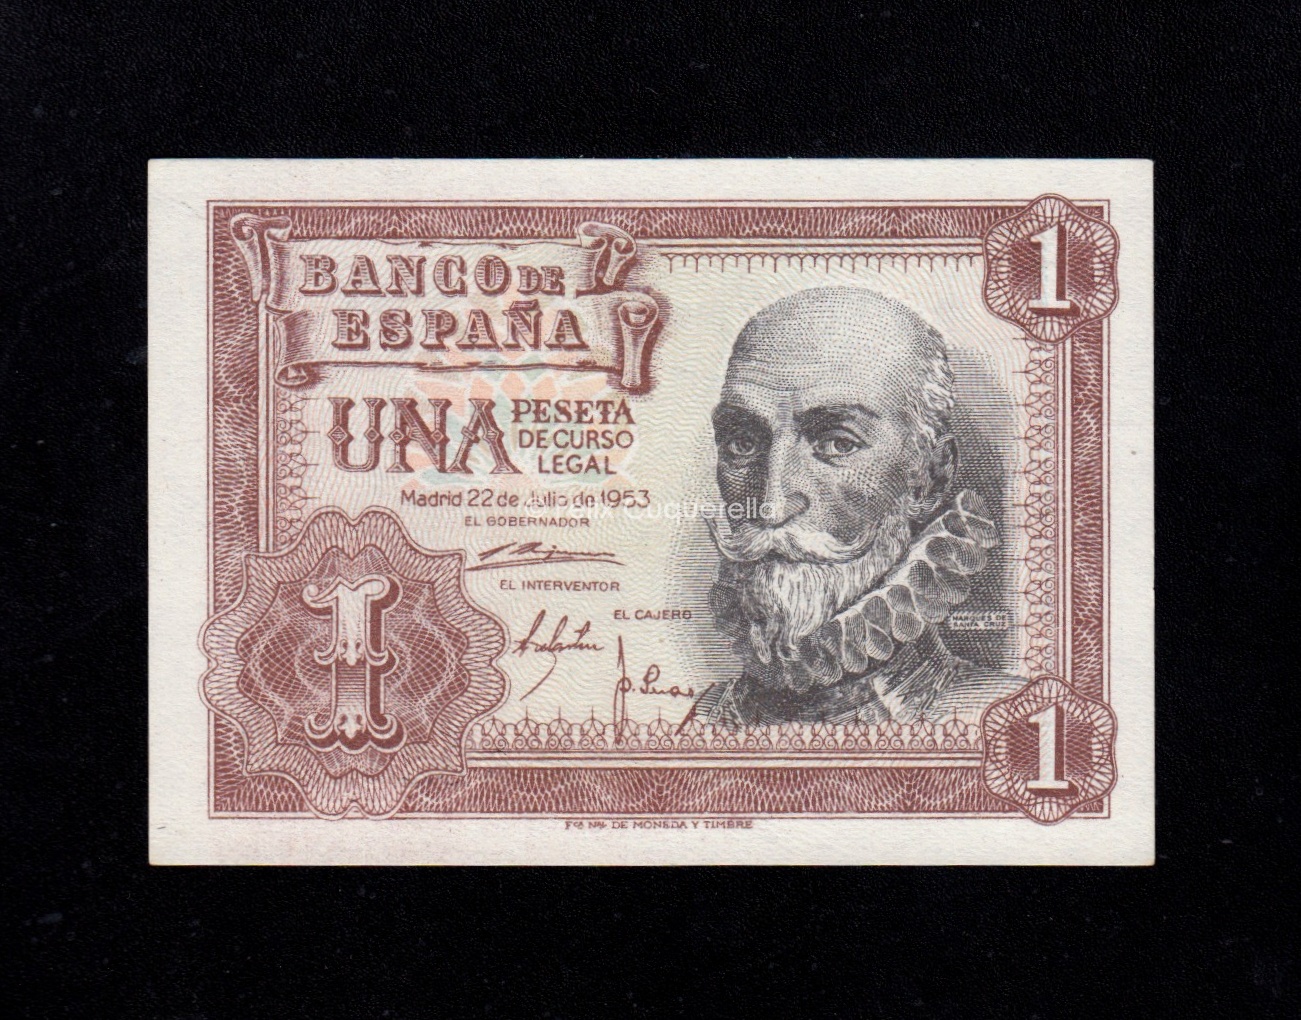 BANCO DE
ESPAÑA
1
UNA PESETA
DE CURSO
LEGAL
Madrid 22 de Julio de 1953
EL GOBERNADOR
EL INTERVENTOR
EL CAJERO
MARQUES DE
SANTA CRUZ
1
1
Fca Nal DE MONEDA Y TIMBRE